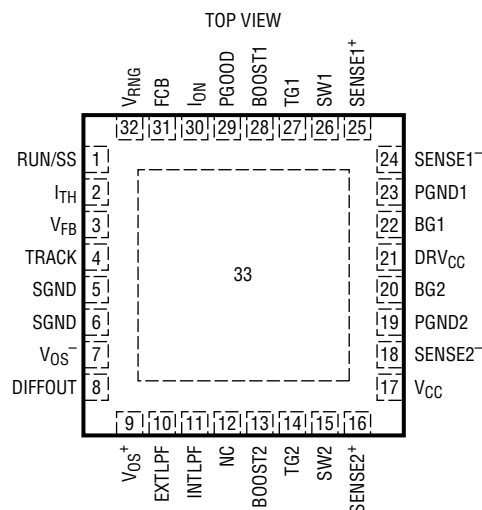 TOP VIEW
VRNG
FCB
ION
PGOOD
BOOST1
TG1
SW1
SENSE1+
32 31 30 29 28 27 26 25
RUN/SS 1
ITH 2
VFB 3
TRACK 4
SGND 5
SGND 6
VOS− 7
DIFFOUT 8
33
24 SENSE1−
23 PGND1
22 BG1
21 DRVCC
20 BG2
19 PGND2
18 SENSE2−
17 VCC
9 10 11 12 13 14 15 16
VOS+
EXTLPF
INTLPF
NC
BOOST2
TG2
SW2
SENSE2+